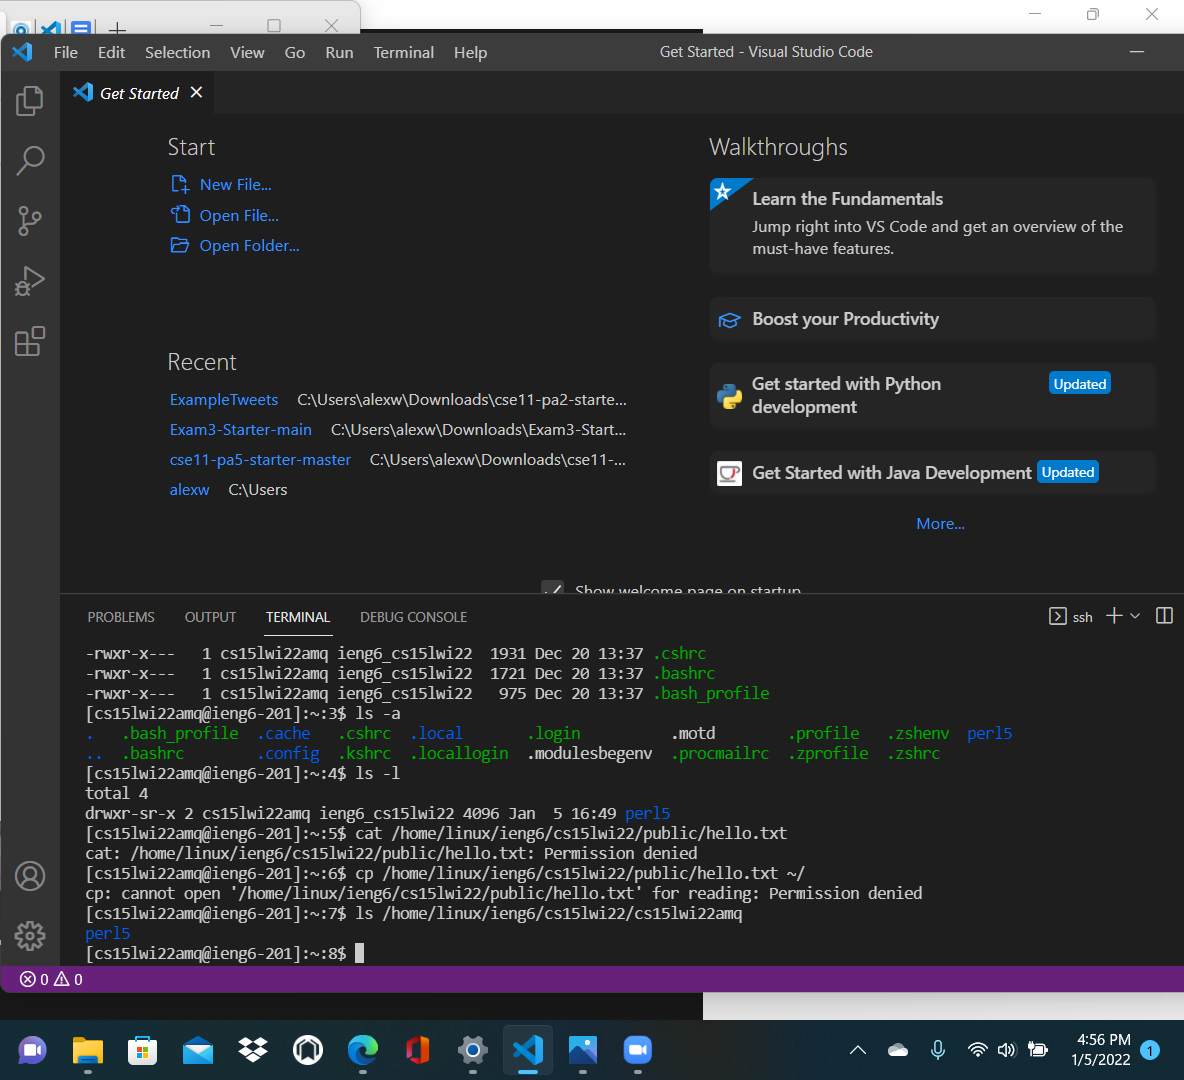 File Edit Selection View Go Run Terminal Help Get Started - Visual Studio Code
Get Started
Start
New File...
Open File...
Open Folder...
Recent
ExampleTweets C:\Users\alexw\Downloads\cse11-pa2-starte...
Exam3-Starter-main C:\Users\alexw\Downloads\Exam3-Start...
cse11-pa5-starter-master C:\Users\alexw\Downloads\cse11-...
alexw C:\Users
Walkthroughs
Learn the Fundamentals
Jump right into VS Code and get an overview of the
must-have features.
Boost your Productivity
Get started with Python Updated
development
Get Started with Java Development Updated
More...
Show welcome page on startup
PROBLEMS OUTPUT TERMINAL DEBUG CONSOLE ssh
-rwxr-x--- 1 cs15lwi22amq ieng6_cs15lwi22 1931 Dec 20 13:37 .cshrc
-rwxr-x--- 1 cs15lwi22amq ieng6_cs15lwi22 1721 Dec 20 13:37 .bashrc
-rwxr-x--- 1 cs15lwi22amq ieng6_cs15lwi22 975 Dec 20 13:37 .bash_profile
[cs15lwi22amq@ieng6-201]:~:3$ ls -a
. .bash_profile .cache .cshrc .local .login .motd .profile .zshenv perl5
.. .bashrc .config .kshrc .locallogin .modulesbegenv .procmailrc .zprofile .zshrc
[cs15lwi22amq@ieng6-201]:~:4$ ls -l
total 4
drwxr-sr-x 2 cs15lwi22amq ieng6_cs15lwi22 4096 Jan 5 16:49 perl5
[cs15lwi22amq@ieng6-201]:~:5$ cat /home/linux/ieng6/cs15lwi22/public/hello.txt
cat: /home/linux/ieng6/cs15lwi22/public/hello.txt: Permission denied
[cs15lwi22amq@ieng6-201]:~:6$ cp /home/linux/ieng6/cs15lwi22/public/hello.txt ~/
cp: cannot open '/home/linux/ieng6/cs15lwi22/public/hello.txt' for reading: Permission denied
[cs15lwi22amq@ieng6-201]:~:7$ ls /home/linux/ieng6/cs15lwi22/cs15lwi22amq
perl5
[cs15lwi22amq@ieng6-201]:~:8$
0 0
4:56 PM
1/5/2022
1